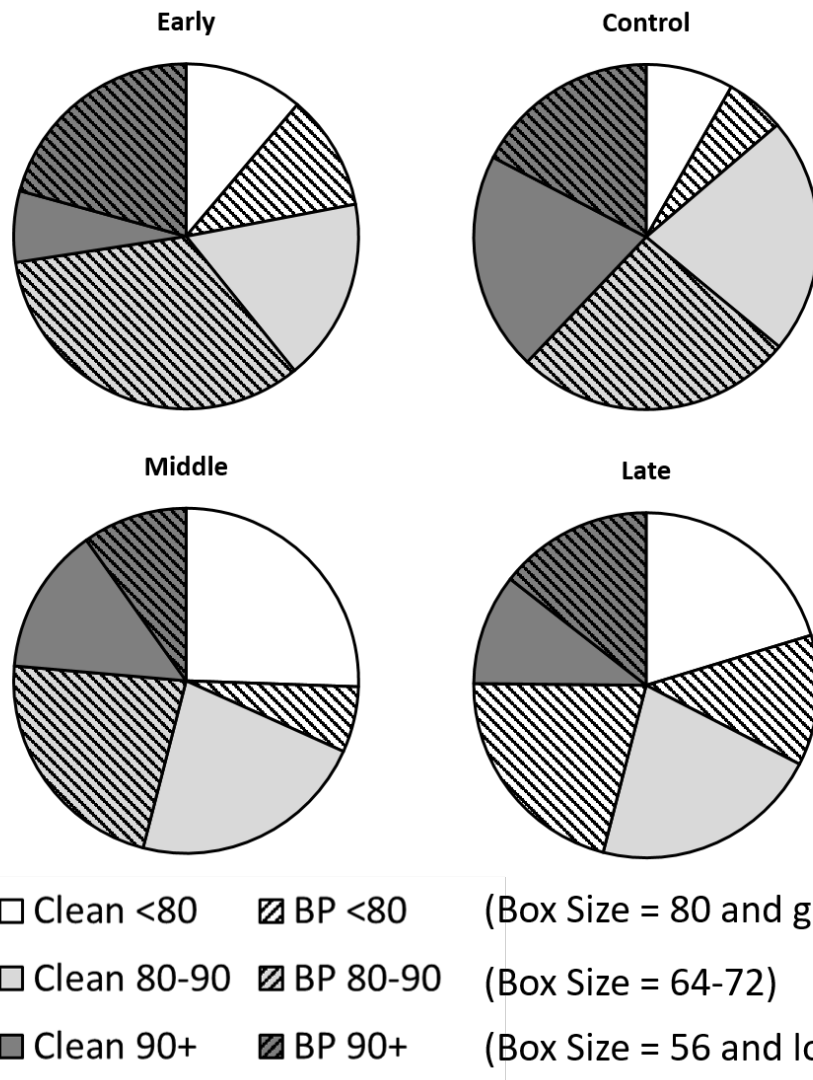 Early Control
Middle Late
Clean <80 BP <80 (Box Size = 80 and
Clean 80-90 BP 80-90 (Box Size = 64-72)
Clean 90+ BP 90+ (Box Size = 56 and